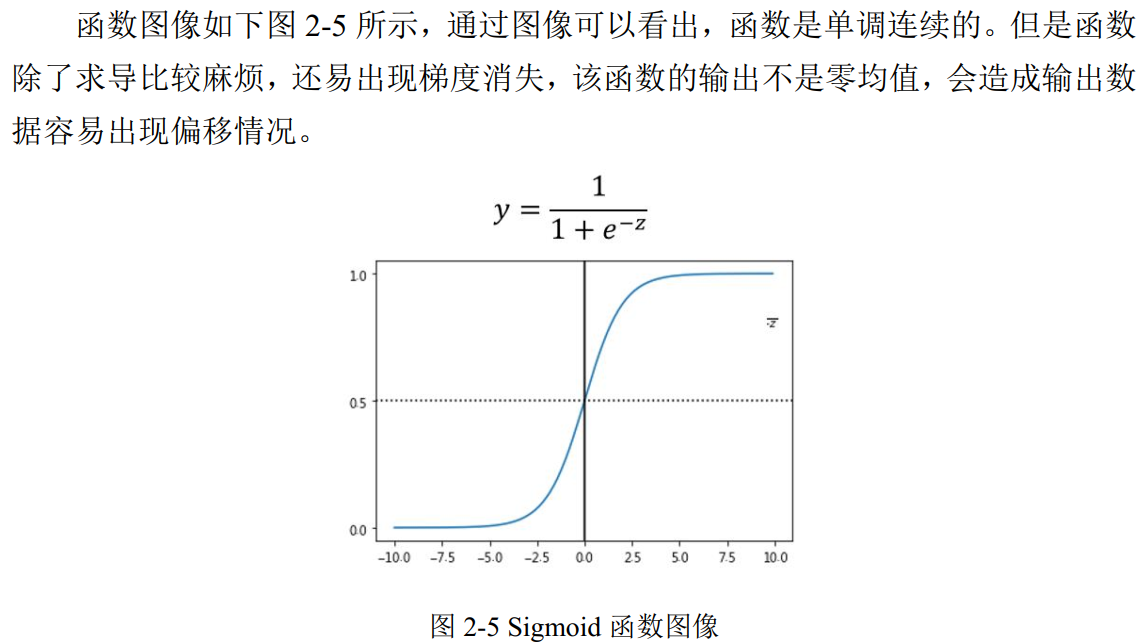 函数图像如下图 2-5 所示，通过图像可以看出，函数是单调连续的。但是函数
除了求导比较麻烦，还易出现梯度消失，该函数的输出不是零均值，会造成输出数
据容易出现偏移情况。
y = \frac{1}{1 + e^{-z}}
1.0
0.5
0.0
−10.0 −7.5 −5.0 −2.5 0.0 2.5 5.0 7.5 10.0
图 2-5 Sigmoid 函数图像